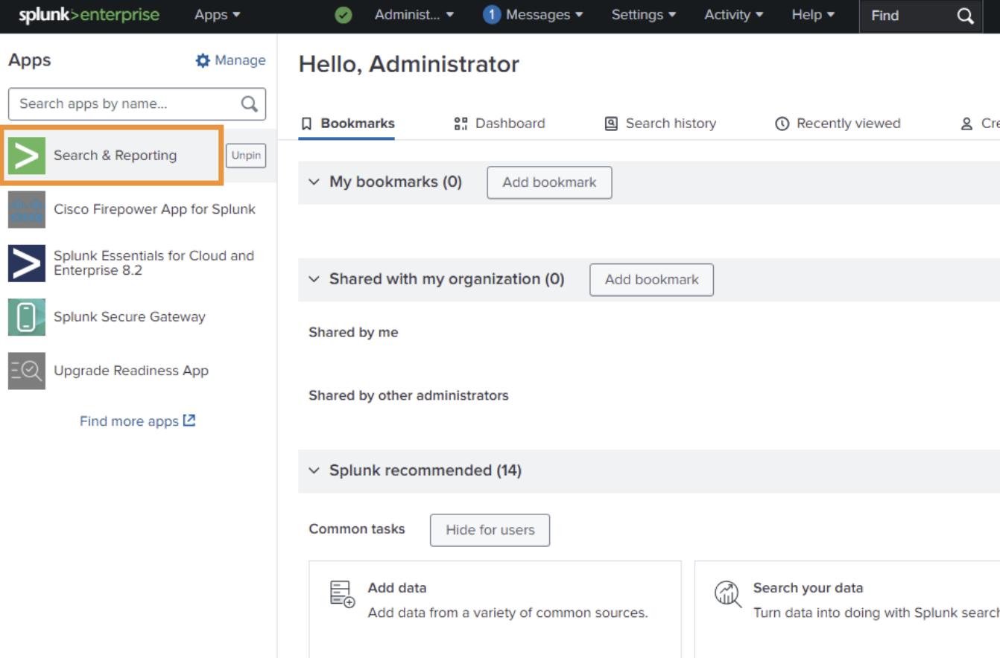 splunk>enterprise Apps Administ... 1 Messages Settings Activity Help Find
Apps Manage
Search apps by name...
Search & Reporting Unpin
Cisco Firepower App for Splunk
Splunk Essentials for Cloud and
Enterprise 8.2
Splunk Secure Gateway
Upgrade Readiness App
Find more apps
Hello, Administrator
Bookmarks Dashboard Search history Recently viewed Cre
My bookmarks (0) Add bookmark
Shared with my organization (0) Add bookmark
Shared by me
Shared by other administrators
Splunk recommended (14)
Common tasks Hide for users
Add data
Add data from a variety of common sources.
Search your data
Turn data into doing with Splunk search